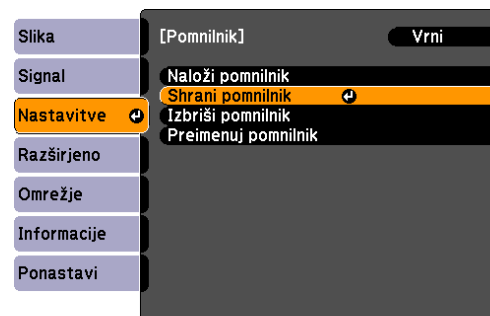 Slika
Signal
Nastavitve
Razširjeno
Omrežje
Informacije
Ponastavi
[Pomnilnik]
Vrni
Naloži pomnilnik
Shrani pomnilnik
Izbriši pomnilnik
Preimenuj pomnilnik